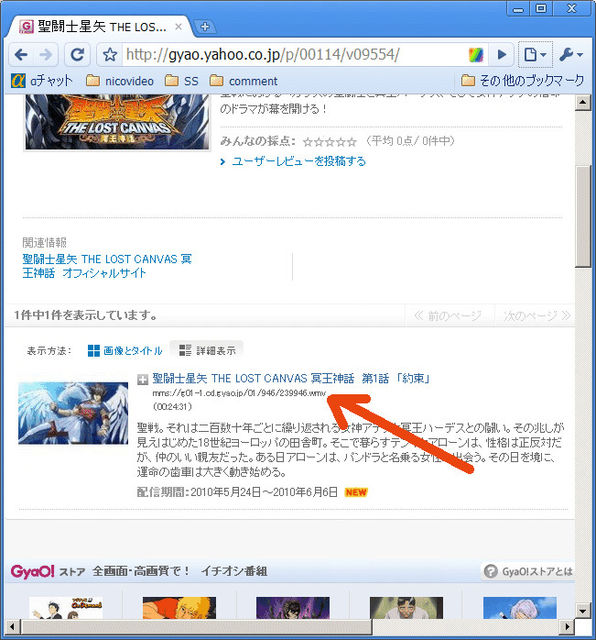 聖闘士星矢 THE LOS...
http://gyao.yahoo.co.jp/p/00114/v09554/
αチャット
nicovideo
SS
comment
その他のブックマーク
THE LOST CANVAS
冥王神話
のドラマが幕を開ける！
みんなの採点：☆☆☆☆☆（平均 0点/ 0件中）
ユーザーレビューを投稿する
関連情報
聖闘士星矢 THE LOST CANVAS 冥
王神話 オフィシャルサイト
1件中1件を表示しています。
≪ 前のページ
次のページ ≫
表示方法：
画像とタイトル
詳細表示
聖闘士星矢 THE LOST CANVAS 冥王神話 第1話 「約束」
mms://g01-1.cd.gyao.jp/01/946/239946.wmv
(00:24:31)
聖戦。それは二百数十年ごとに繰り返される女神アテナと冥王ハーデスとの闘い。その兆しが
見えはじめた18世紀ヨーロッパの田舎町。そこで暮らすテンマとアローンは、性格は正反対だ
が、仲のいい親友だった。ある日アローンは、パンドラと名乗る女性と出会う。その日を境に、
運命の歯車は大きく動き始める。
配信期間：2010年5月24日～2010年6月6日 NEW
GyaO! ストア 全画面・高画質で！ イチオシ番組
GyaO!ストアとは